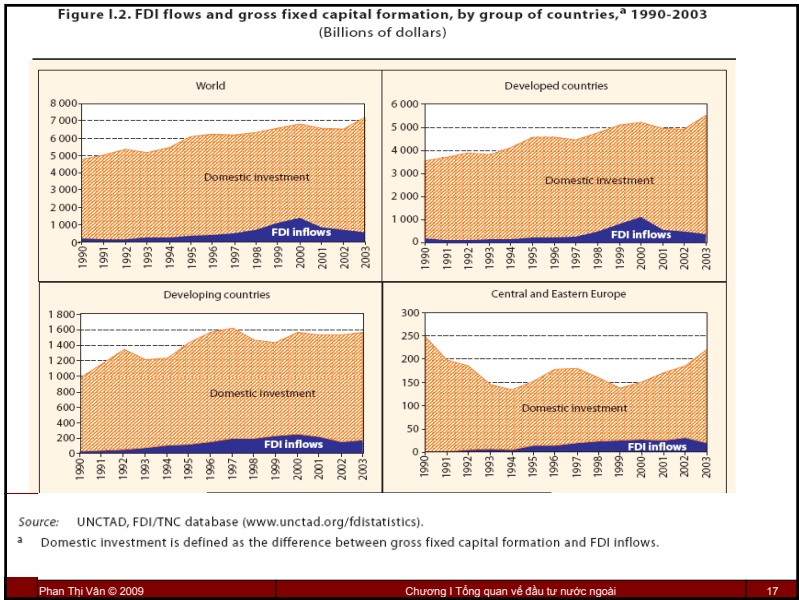 Figure I.2. FDI flows and gross fixed capital formation, by group of countries,a 1990-2003
(Billions of dollars)
World
8 000
7 000
6 000
5 000
4 000
3 000
2 000
1 000
0
Domestic investment
FDI inflows
1990 1991 1992 1993 1994 1995 1996 1997 1998 1999 2000 2001 2002 2003
Developed countries
6 000
5 000
4 000
3 000
2 000
1 000
0
Domestic investment
FDI inflows
1990 1991 1992 1993 1994 1995 1996 1997 1998 1999 2000 2001 2002 2003
Developing countries
1 800
1 600
1 400
1 200
1 000
800
600
400
200
0
Domestic investment
FDI inflows
1990 1991 1992 1993 1994 1995 1996 1997 1998 1999 2000 2001 2002 2003
Central and Eastern Europe
300
250
200
150
100
50
0
Domestic investment
FDI inflows
1990 1991 1992 1993 1994 1995 1996 1997 1998 1999 2000 2001 2002 2003
Source: UNCTAD, FDI/TNC database (www.unctad.org/fdistatistics).
a Domestic investment is defined as the difference between gross fixed capital formation and FDI inflows.
Phan Thị Vân © 2009 Chương I Tổng quan về đầu tư nước ngoài 17